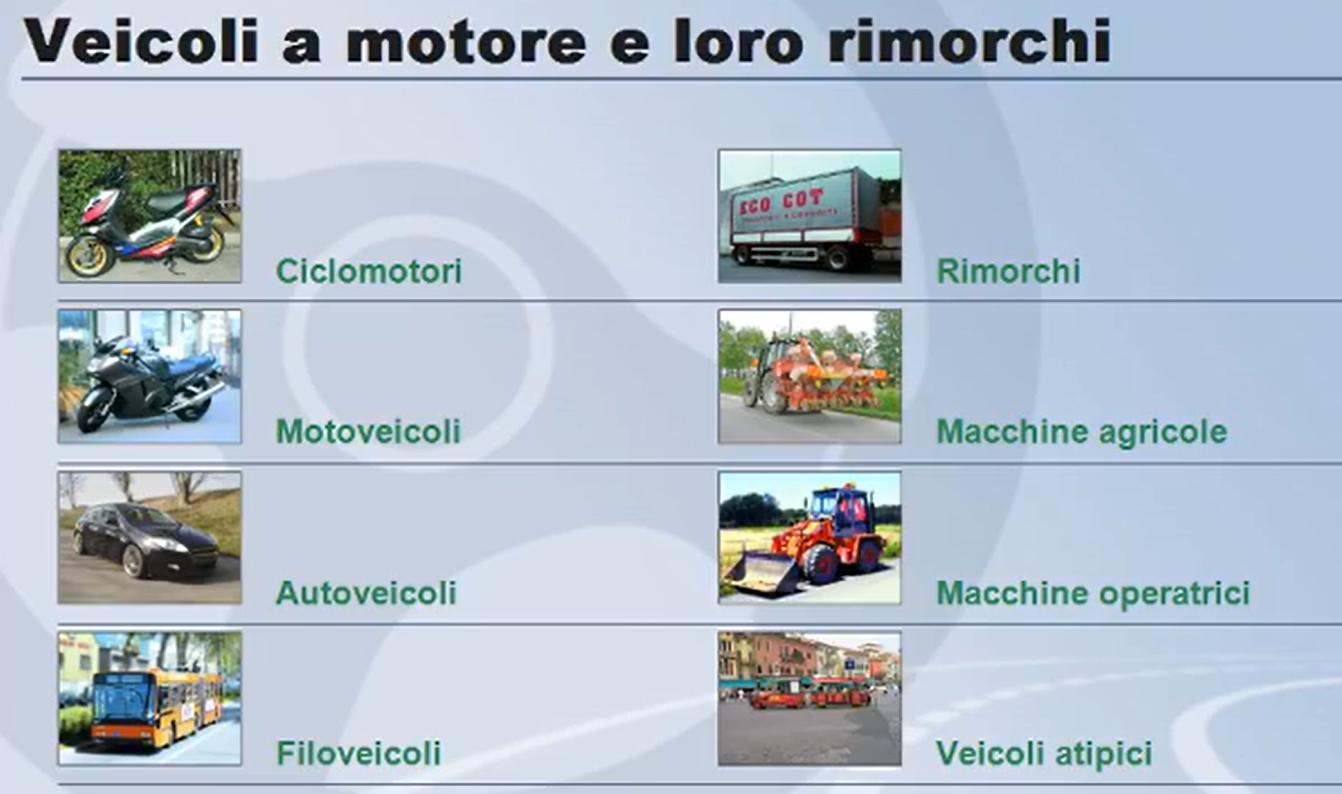 Veicoli a motore e loro rimorchi
Ciclomotori
ECO COT
Rimorchi
Motoveicoli
Macchine agricole
Autoveicoli
Macchine operatrici
Filoveicoli
Veicoli atipici